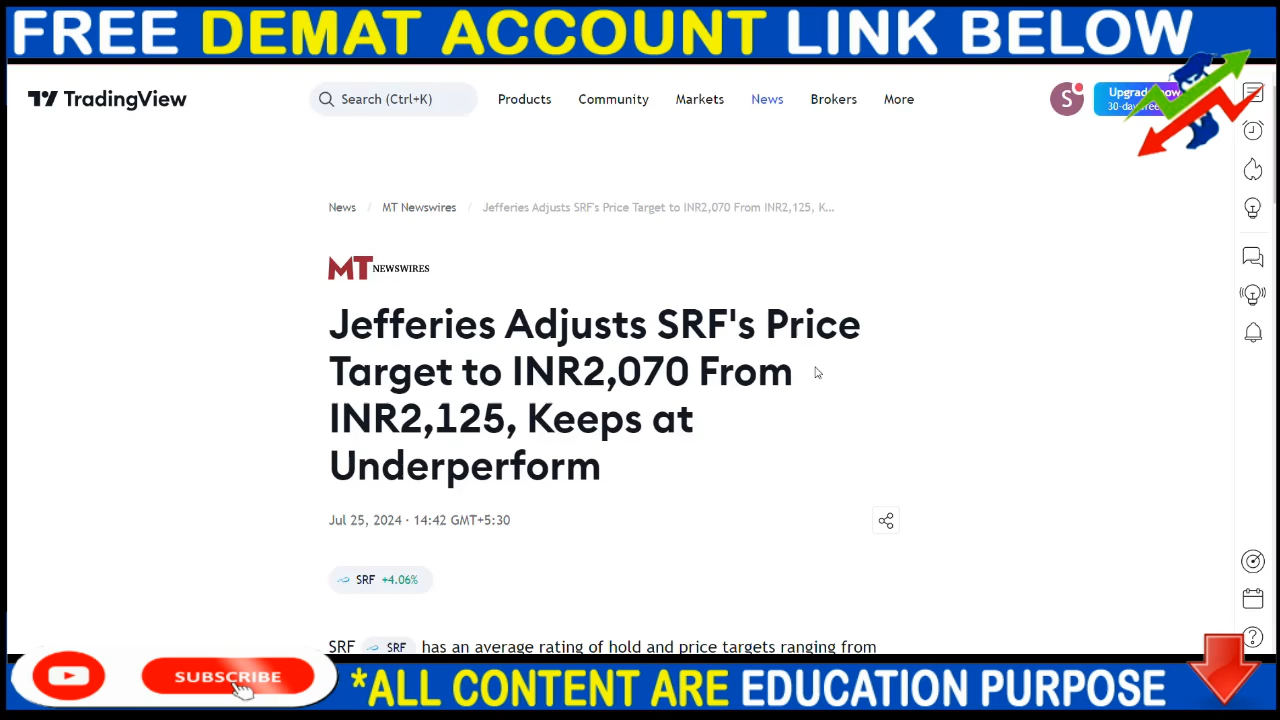 FREE DEMAT ACCOUNT LINK BELOW
TradingView
Search (Ctrl+K)
Products
Community
Markets
News
Brokers
More
S
News / MT Newswires / Jefferies Adjusts SRF's Price Target to INR2,070 From INR2,125, K...
MT NEWSWIRES
Jefferies Adjusts SRF's Price
Target to INR2,070 From
INR2,125, Keeps at
Underperform
Jul 25, 2024 · 14:42 GMT+5:30
SRF +4.06%
SRF SRF has an average rating of hold and price targets ranging from
SUBSCRIBE
*ALL CONTENT ARE EDUCATION PURPOSE